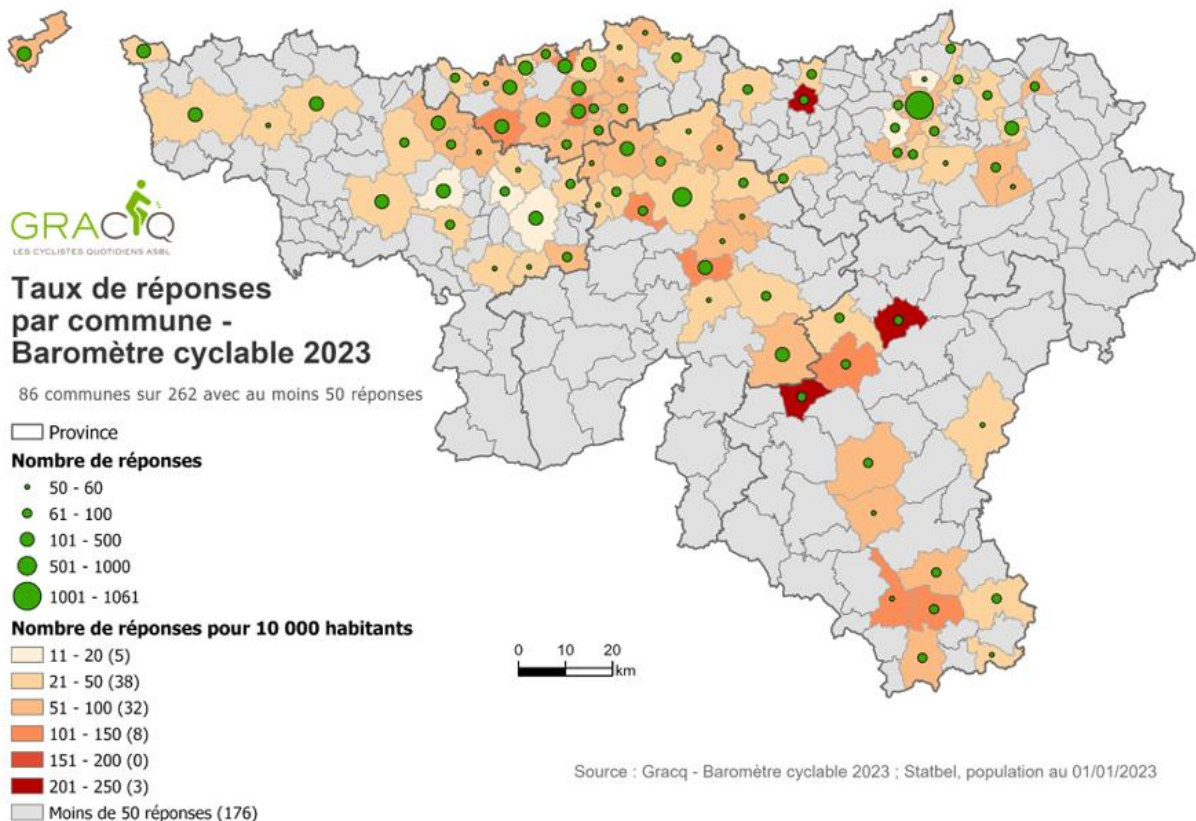 GRACQ
LES CYCLISTES QUOTIDIENS ASBL
Taux de réponses
par commune -
Baromètre cyclable 2023
86 communes sur 262 avec au moins 50 réponses
Province
Nombre de réponses
50 - 60
61 - 100
101 - 500
501 - 1000
1001 - 1061
Nombre de réponses pour 10 000 habitants
11 - 20 (5)
21 - 50 (38)
51 - 100 (32)
101 - 150 (8)
151 - 200 (0)
201 - 250 (3)
Moins de 50 réponses (176)
0 10 20
km
Source : Gracq - Baromètre cyclable 2023 ; Statbel, population au 01/01/2023